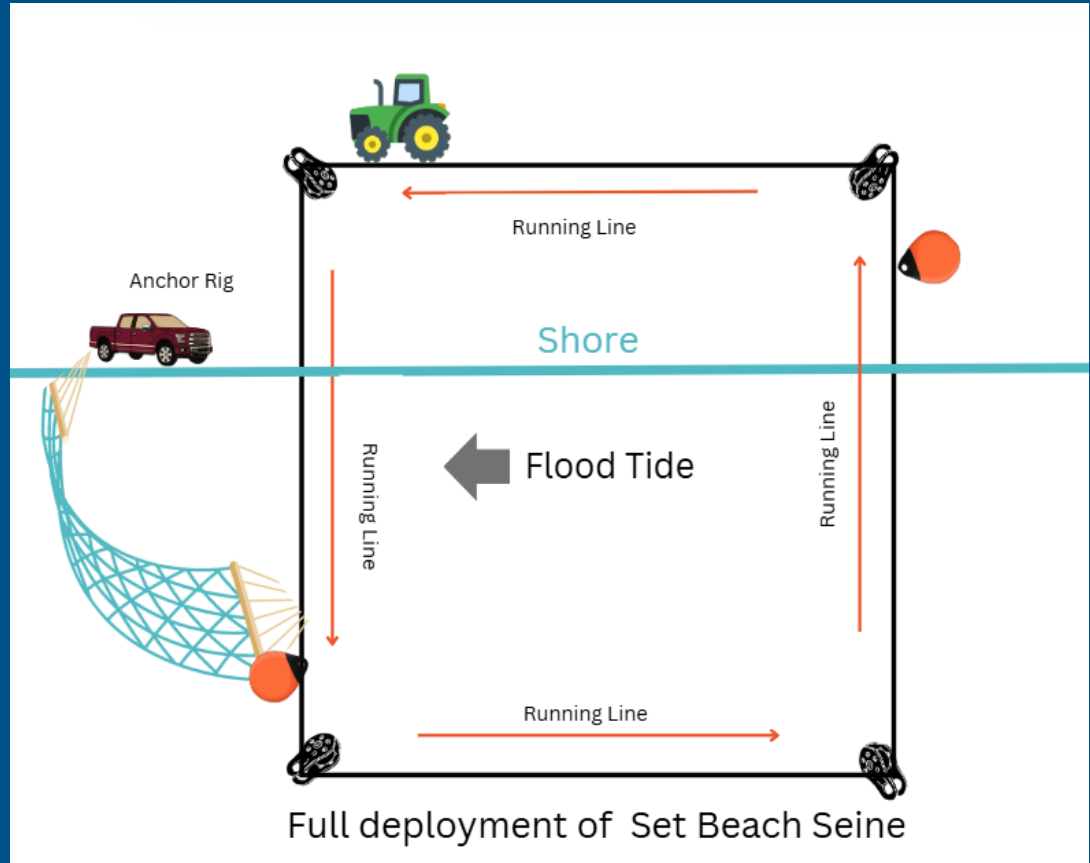 Running Line
Anchor Rig
Shore
Running Line
Flood Tide
Running Line
Running Line
Full deployment of Set Beach Seine